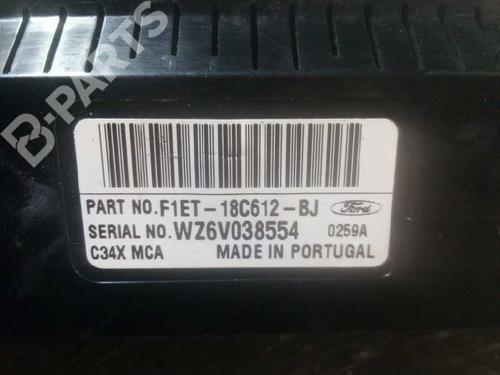 B-PARTS
PART NO. F1ET-18C612-BJ Ford
SERIAL NO. WZ6V038554 0259A
C34X MCA MADE IN PORTUGAL